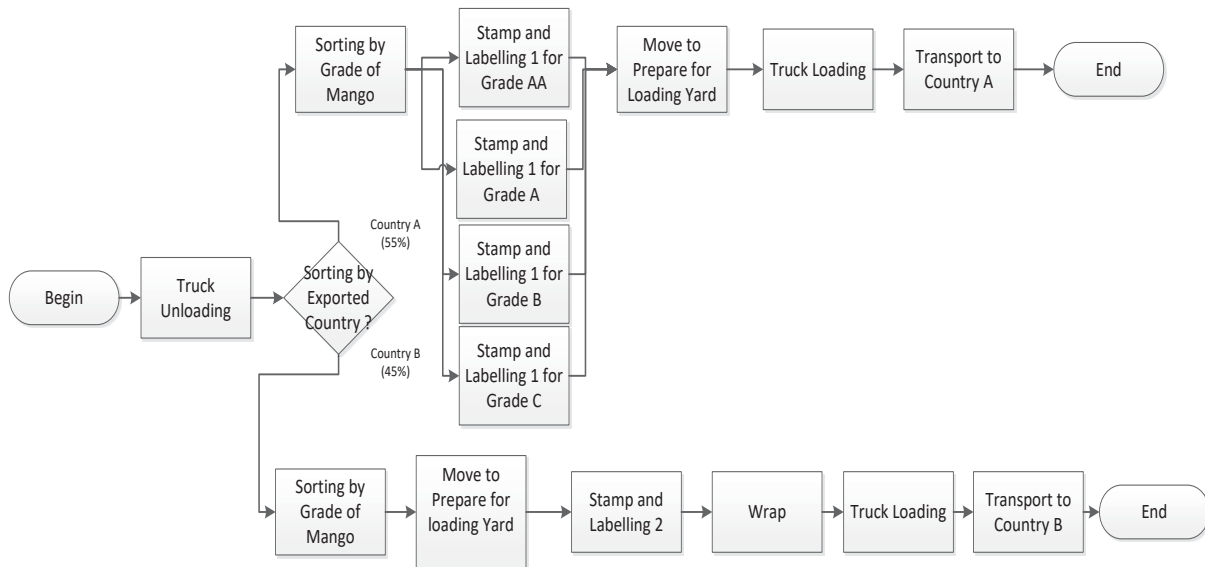 Sorting by
Grade of
Mango
Stamp and
Labelling 1 for
Grade AA
Move to
Prepare for
Loading Yard
Truck Loading
Transport to
Country A
End
Stamp and
Labelling 1 for
Grade A
Country A
(55%)
Begin
Truck
Unloading
Sorting by
Exported
Country ?
Stamp and
Labelling 1 for
Grade B
Country B
(45%)
Stamp and
Labelling 1 for
Grade C
Sorting by
Grade of
Mango
Move to
Prepare for
loading Yard
Stamp and
Labelling 2
Wrap
Truck Loading
Transport to
Country B
End